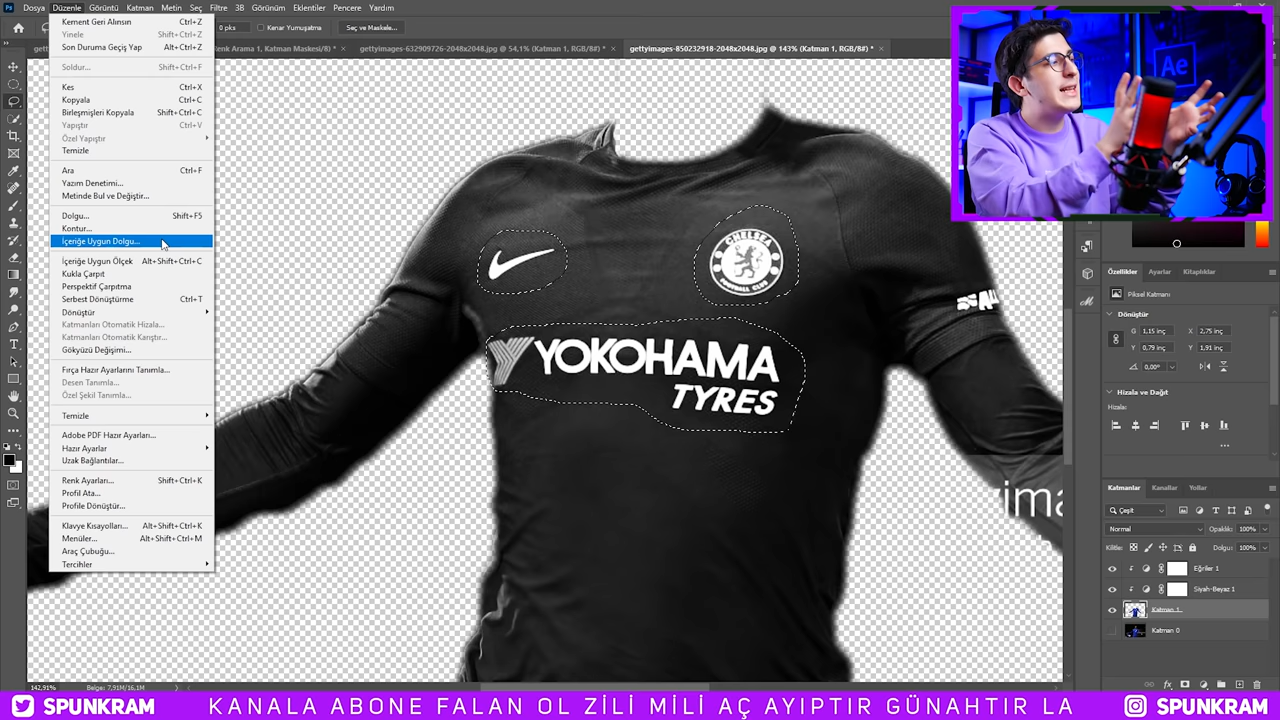 Dosya Düzenle Görüntü Katman Metin Seç Filtre 3B Görünüm Eklentiler Pencere Yardım
0 pks Kenar Yumuşatma Seç ve Maskele...
Renk Arama 1, Katman Maskesi/8) * × gettyimages-632909726-2048x2048.jpg @ 54,1% (Katman 1, RGB/8#) * × gettyimages-850232918-2048x2048.jpg @ 143% (Katman 1, RGB/8#) * ×
Kement Geri Alınsın Ctrl+Z
Yinele Shift+Ctrl+Z
Son Duruma Geçiş Yap Alt+Ctrl+Z
Soldur... Shift+Ctrl+F
Kes Ctrl+X
Kopyala Ctrl+C
Birleşmişleri Kopyala Shift+Ctrl+C
Yapıştır Ctrl+V
Özel Yapıştır
Temizle
Ara Ctrl+F
Yazım Denetimi...
Metinde Bul ve Değiştir...
Dolgu... Shift+F5
Kontur...
İçeriğe Uygun Dolgu...
İçeriğe Uygun Ölçek Alt+Shift+Ctrl+C
Kukla Çarpıt
Perspektif Çarpıtma
Serbest Dönüştürme Ctrl+T
Dönüştür
Katmanları Otomatik Hizala...
Katmanları Otomatik Karıştır...
Gökyüzü Değişimi...
Fırça Hazır Ayarlarını Tanımla...
Desen Tanımla...
Özel Şekil Tanımla...
Temizle
Adobe PDF Hazır Ayarları...
Hazır Ayarlar
Uzak Bağlantılar...
Renk Ayarları... Shift+Ctrl+K
Profil Ata...
Profile Dönüştür...
Klavye Kısayolları... Alt+Shift+Ctrl+K
Menüler... Alt+Shift+Ctrl+M
Araç Çubuğu...
Tercihler
CHELSEA
FOOTBALL CLUB
YOKOHAMA
TYRES
Ae
Özellikler Ayarlar Kitaplıklar
Piksel Katmanı
Dönüştür
G 1,15 inç X 2,75 inç
Y 0,79 inç Y 1,91 inç
0,00°
Hizala ve Dağıt
Hizala:
Katmanlar Kanallar Yollar
Çeşit
Normal Opaklık: 100%
Kilitle: Dolgu: 100%
Eğriler 1
Siyah-Beyaz 1
Katman 1
Katman 0
142,91% Belge: 7,91M/16,1M
SPUNKRAM KANALA ABONE FALAN OL ZİLİ MİLİ AÇ AYIPTIR GÜNAHTIR LA SPUNKRAM